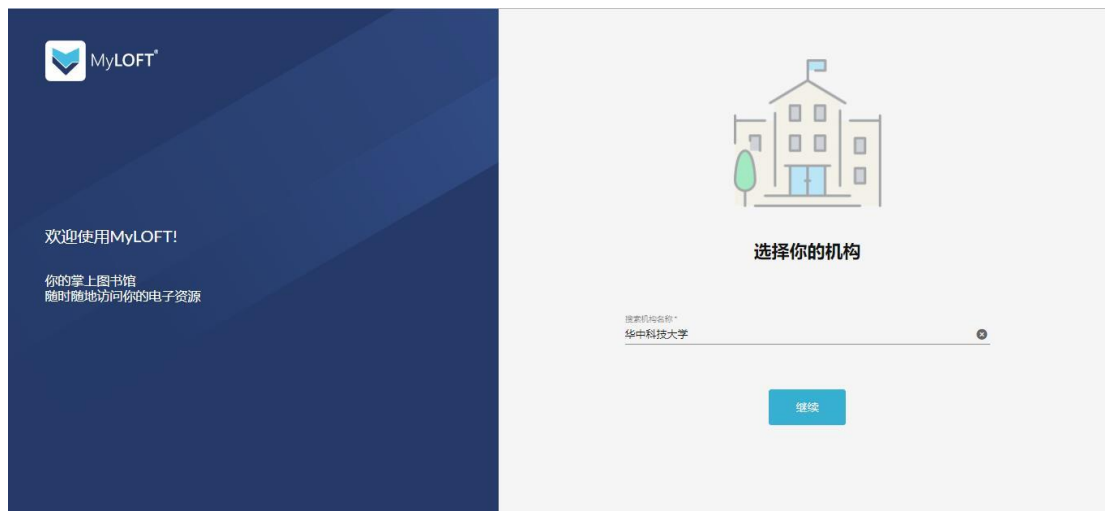 MyLOFT®
欢迎使用MyLOFT!
你的掌上图书馆
随时随地访问你的电子资源
选择你的机构
搜索机构名称*
华中科技大学
继续